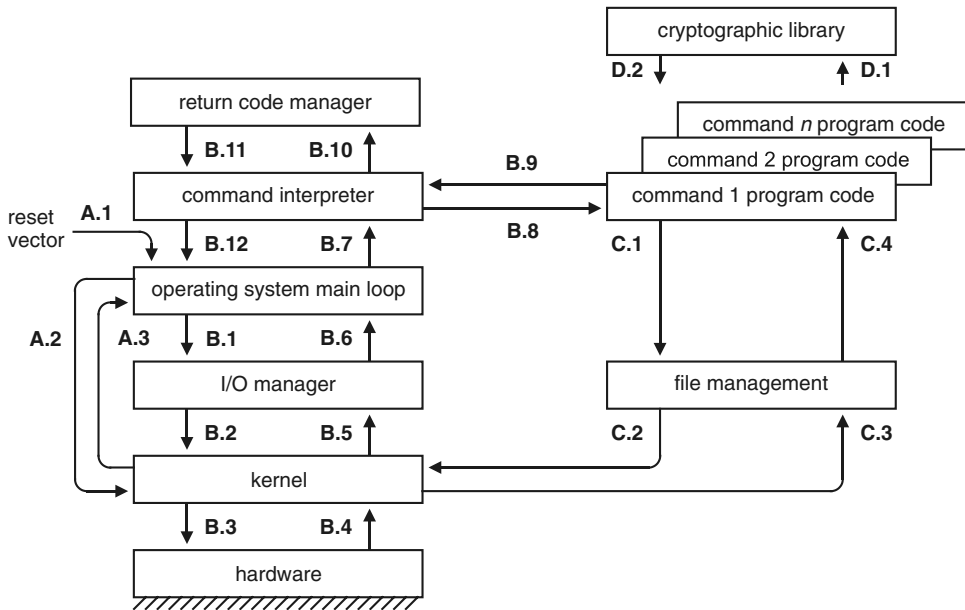 cryptographic library
D.2
D.1
return code manager
command n program code
B.11
B.10
command 2 program code
B.9
command interpreter
command 1 program code
A.1
reset
vector
B.12
B.7
B.8
C.1
C.4
operating system main loop
A.2
A.3
B.1
B.6
I/O manager
file management
B.2
B.5
C.2
C.3
kernel
B.3
B.4
hardware